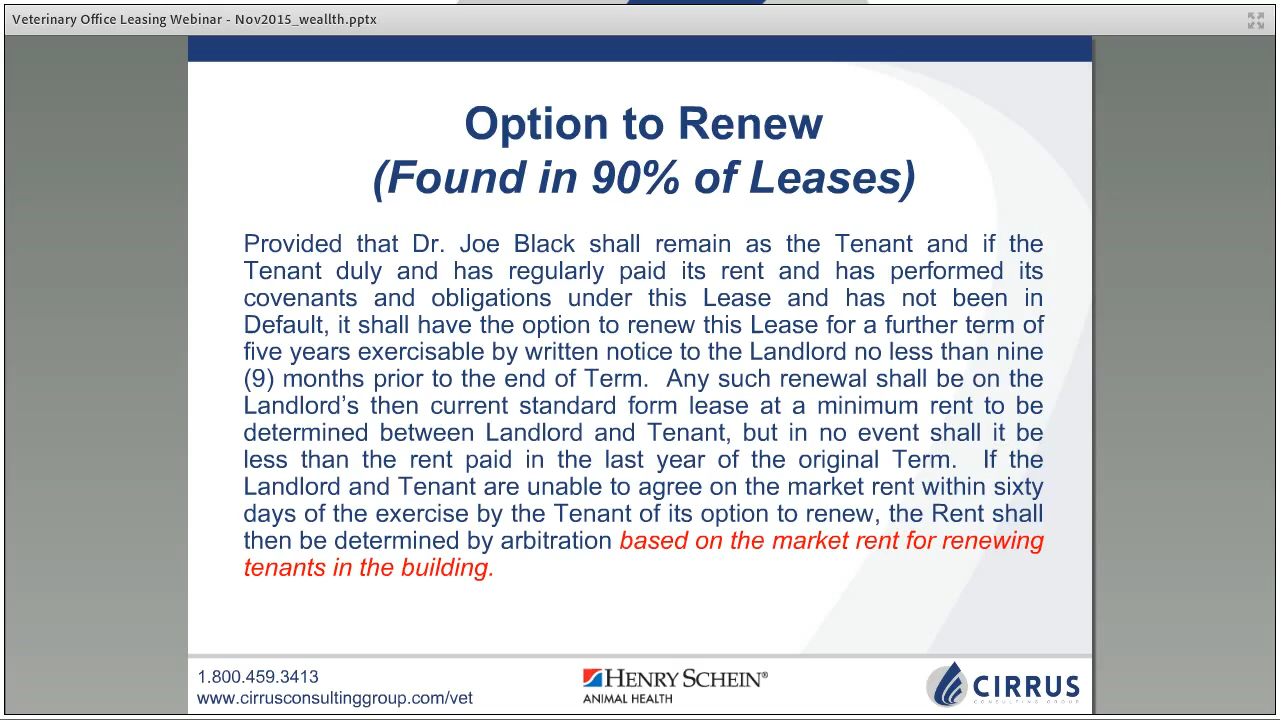 Veterinary Office Leasing Webinar - Nov2015_weallth.pptx
Option to Renew
(Found in 90% of Leases)
Provided that Dr. Joe Black shall remain as the Tenant and if the
Tenant duly and has regularly paid its rent and has performed its
covenants and obligations under this Lease and has not been in
Default, it shall have the option to renew this Lease for a further term of
five years exercisable by written notice to the Landlord no less than nine
(9) months prior to the end of Term. Any such renewal shall be on the
Landlord's then current standard form lease at a minimum rent to be
determined between Landlord and Tenant, but in no event shall it be
less than the rent paid in the last year of the original Term. If the
Landlord and Tenant are unable to agree on the market rent within sixty
days of the exercise by the Tenant of its option to renew, the Rent shall
then be determined by arbitration based on the market rent for renewing
tenants in the building.
1.800.459.3413
www.cirrusconsultinggroup.com/vet
HENRY SCHEIN®
ANIMAL HEALTH
CIRRUS
CONSULTING GROUP